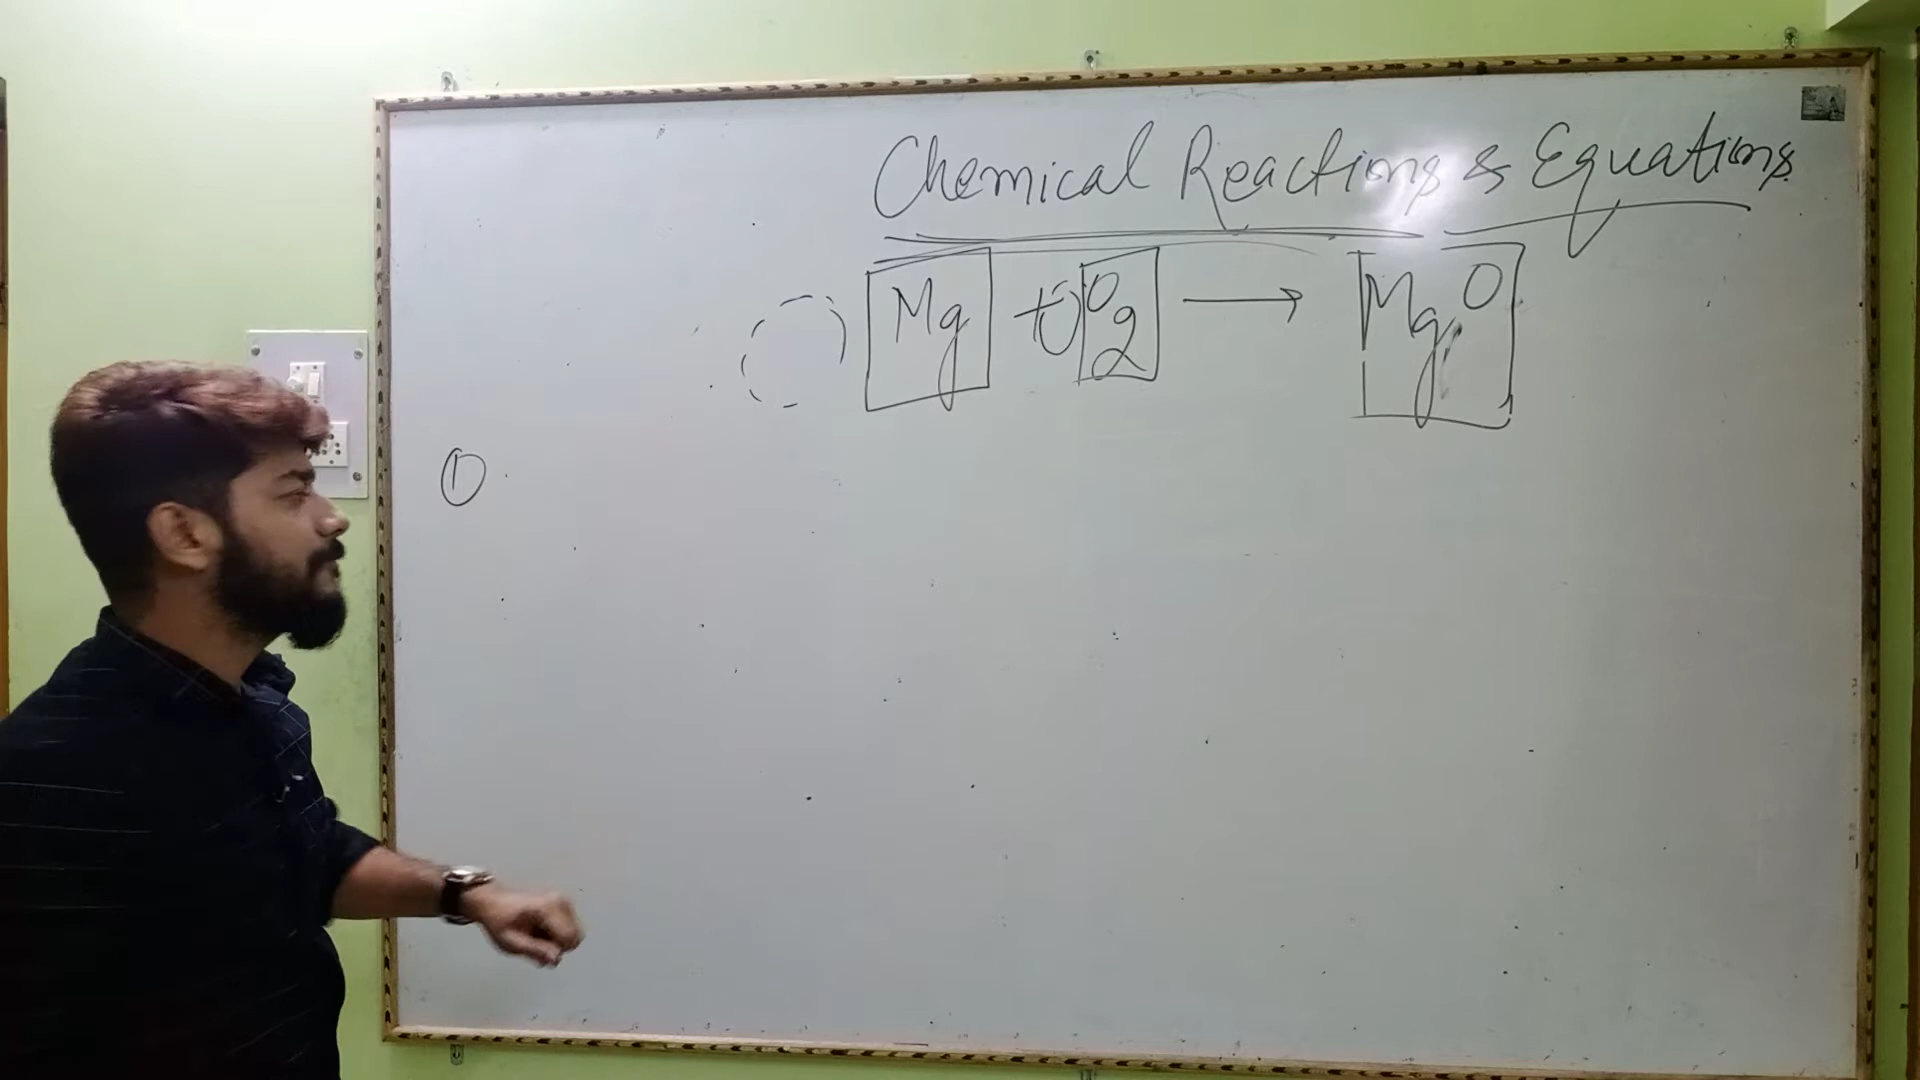 Chemical Reactions & Equations
Mg + O2 → MgO
①